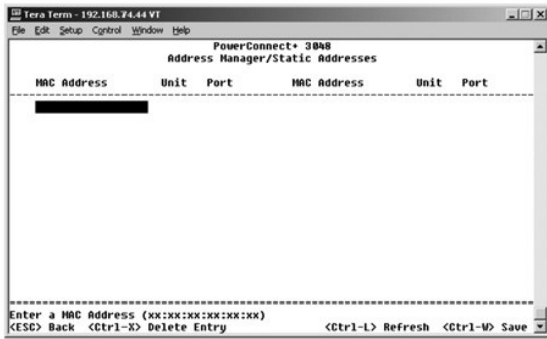 Tera Term - 192.168.74.44 VT
File Edit Setup Control Window Help
PowerConnect+ 3048
Address Manager/Static Addresses
MAC Address Unit Port MAC Address Unit Port
Enter a MAC Address (xx:xx:xx:xx:xx:xx)
<ESC> Back <Ctrl-X> Delete Entry <Ctrl-L> Refresh <Ctrl-W> Save